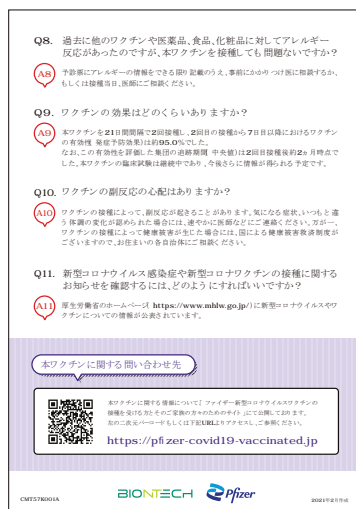 Q8. 過去に他のワクチンや医薬品、食品、化粧品に対してアレルギー
反応があったのですが、本ワクチンを接種しても問題ないですか？
A8 予診票にアレルギーの情報をできる限り記載のうえ、事前にかかりつけ医に相談するか、
もしくは接種当日、医師にご相談ください。
Q9. ワクチンの効果はどのくらいありますか？
A9 本ワクチンを21日間間隔で2回接種し、2回目の接種から7日目以降におけるワクチン
の有効性(発症予防効果)は約95.0%でした。
なお、この有効性を評価した集団の追跡期間(中央値)は2回目接種後約2ヵ月時点で
した。本ワクチンの臨床試験は継続中であり、今後さらに情報が得られる予定です。
Q10. ワクチンの副反応の心配はありますか？
A10 ワクチンの接種によって、副反応が起きることがあります。気になる症状、いつもと違
う体調の変化が認められた場合には、速やかに医師などにご連絡ください。万が一、
ワクチンの接種によって健康被害が生じた場合には、国による健康被害救済制度が
ございますので、お住まいの各自治体にご相談ください。
Q11. 新型コロナウイルス感染症や新型コロナワクチンの接種に関する
お知らせを確認するには、どのようにすればいいですか？
A11 厚生労働省のホームページ( https://www.mhlw.go.jp/)に新型コロナウイルスやワ
クチンについての情報が公表されています。
本ワクチンに関する問い合わせ先
本ワクチンに関する情報について「ファイザー新型コロナウイルスワクチンの
接種を受ける方とそのご家族の方々のためのサイト」にて公開しております。
左の二次元バーコードもしくは下記URLよりアクセスし、ご参照ください。
https://pfizer-covid19-vaccinated.jp
CMT57K001A
BIONTECH
Pfizer
2021年2月作成